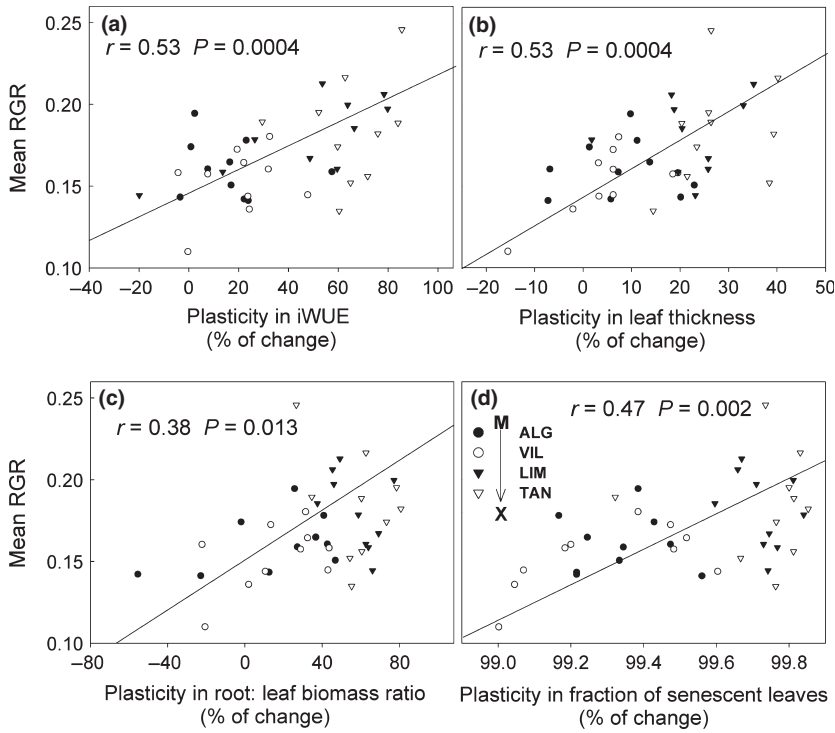 (a)
r = 0.53 P = 0.0004
0.25
0.20
0.15
0.10
Mean RGR
–40 –20 0 20 40 60 80 100
Plasticity in iWUE
(% of change)
(b)
r = 0.53 P = 0.0004
–20 –10 0 10 20 30 40 50
Plasticity in leaf thickness
(% of change)
(c)
r = 0.38 P = 0.013
0.25
0.20
0.15
0.10
Mean RGR
–80 –40 0 40 80
Plasticity in root: leaf biomass ratio
(% of change)
(d)
r = 0.47 P = 0.002
M
ALG
VIL
LIM
TAN
X
99.0 99.2 99.4 99.6 99.8
Plasticity in fraction of senescent leaves
(% of change)